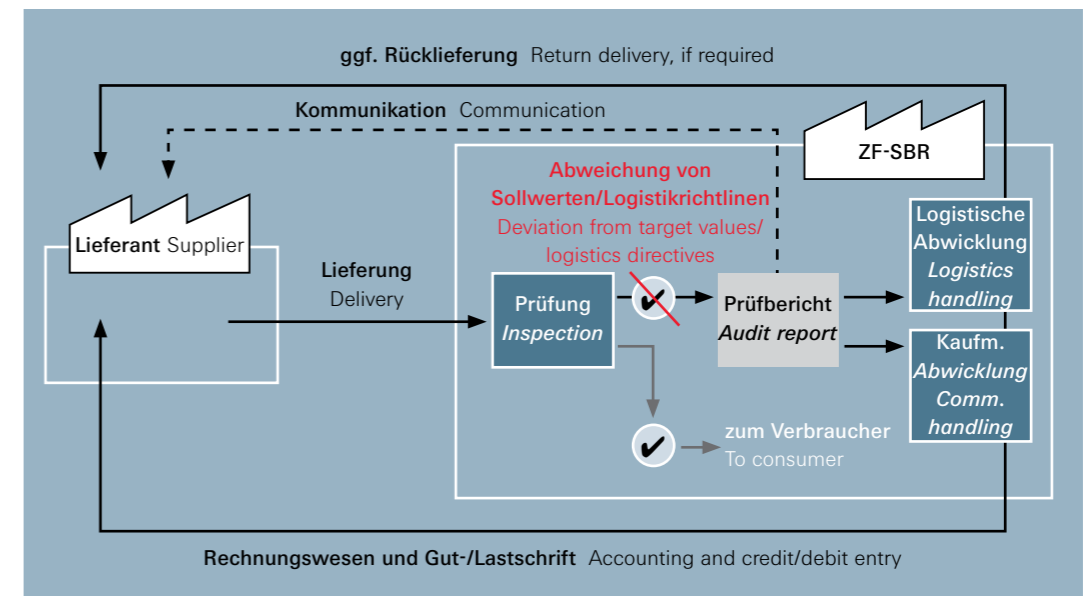 ggf. Rücklieferung Return delivery, if required
Kommunikation Communication
ZF-SBR
Abweichung von
Sollwerten/Logistikrichtlinen
Deviation from target values/
logistics directives
Lieferant Supplier
Lieferung
Delivery
Prüfung
Inspection
Prüfbericht
Audit report
Logistische
Abwicklung
Logistics
handling
Kaufm.
Abwicklung
Comm.
handling
zum Verbraucher
To consumer
Rechnungswesen und Gut-/Lastschrift Accounting and credit/debit entry